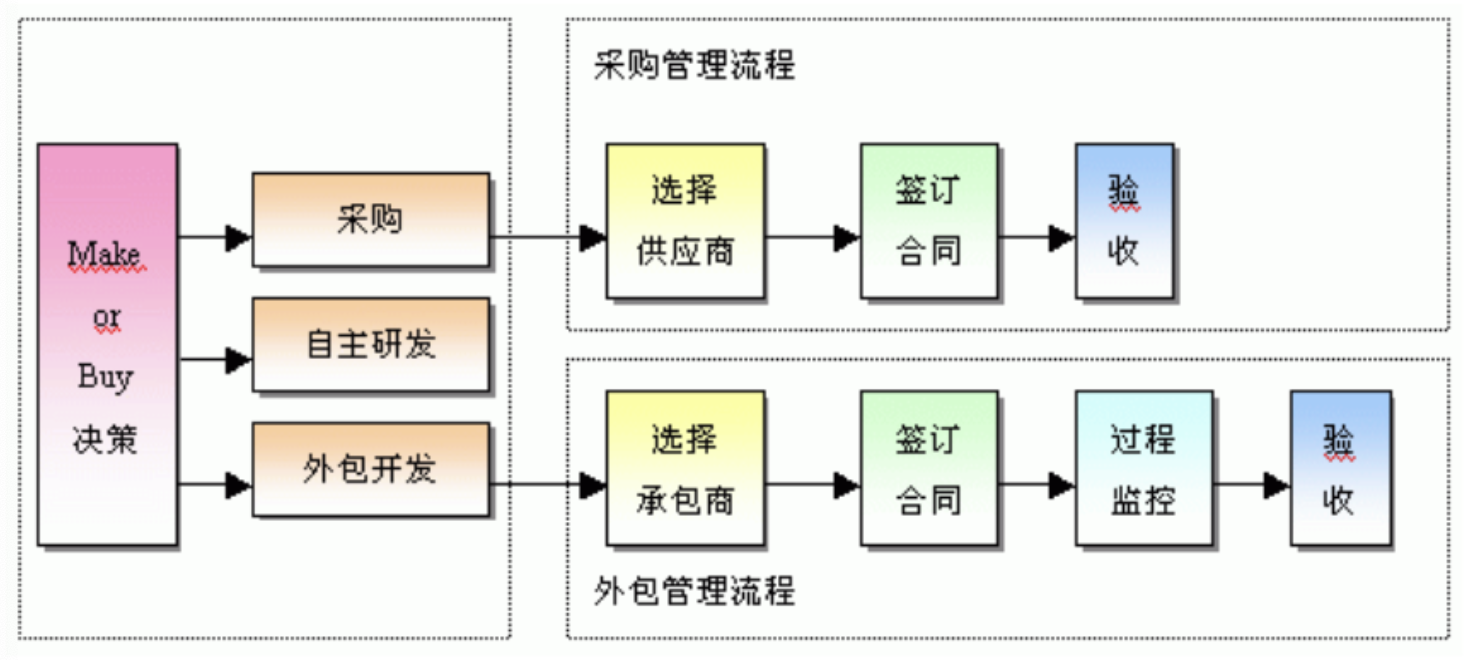 Make
or
Buy
决策
采购
自主研发
外包开发
采购管理流程
选择
供应商
签订
合同
验
收
选择
承包商
签订
合同
过程
监控
验
收
外包管理流程